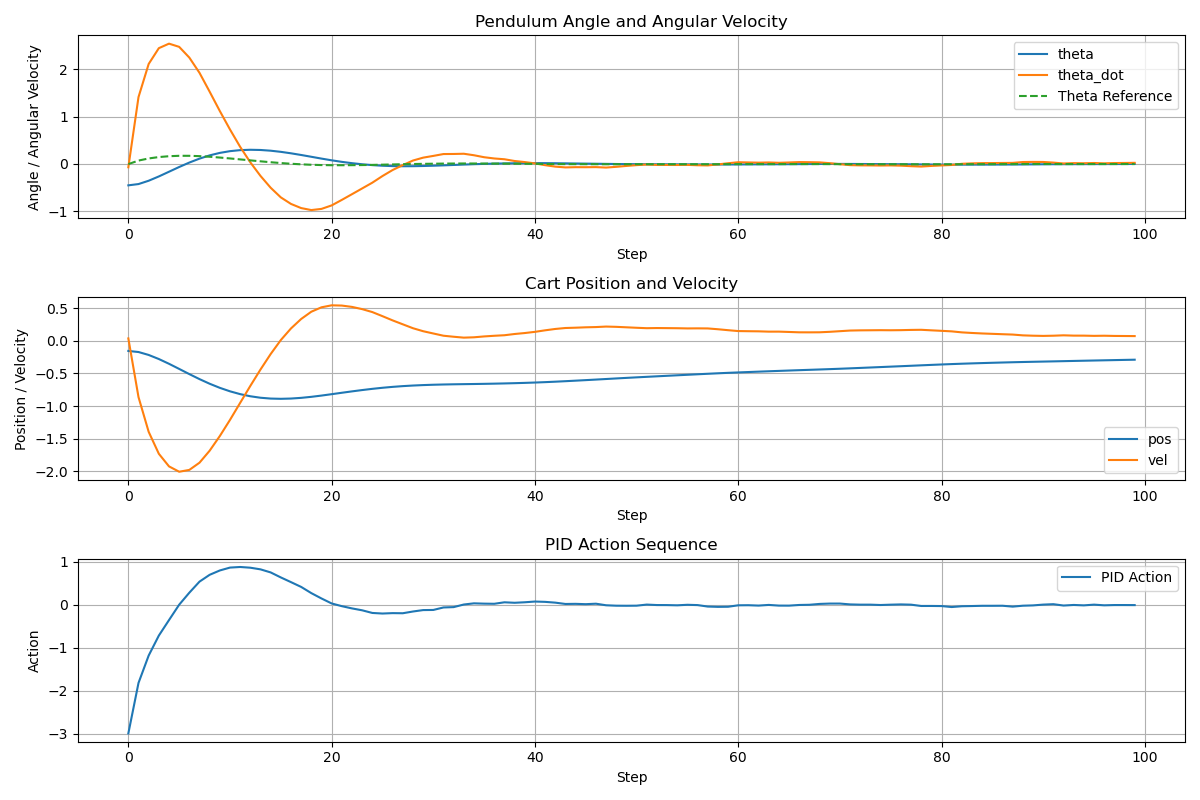 Pendulum Angle and Angular Velocity
Angle / Angular Velocity
2
1
0
−1
theta
theta_dot
Theta Reference
0 20 40 60 80 100
Step
Cart Position and Velocity
Position / Velocity
0.5
0.0
−0.5
−1.0
−1.5
−2.0
pos
vel
0 20 40 60 80 100
Step
PID Action Sequence
Action
1
0
−1
−2
−3
PID Action
0 20 40 60 80 100
Step